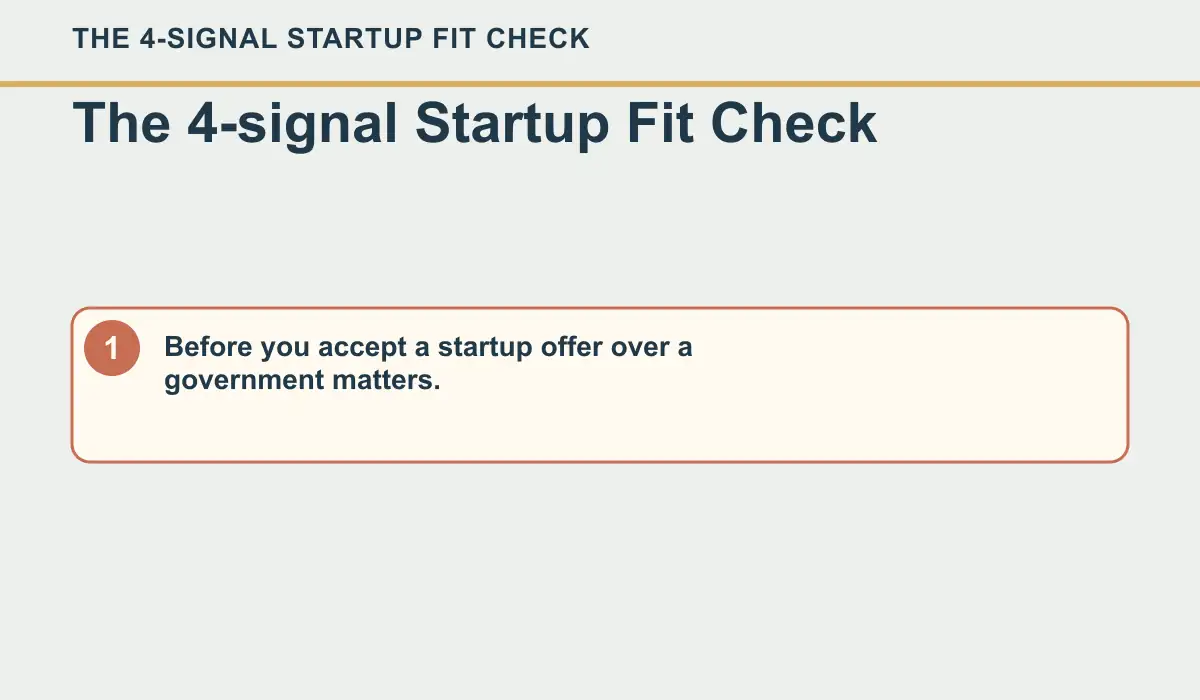 THE 4-SIGNAL STARTUP FIT CHECK
The 4-signal Startup Fit Check
1
Before you accept a startup offer over a
government matters.